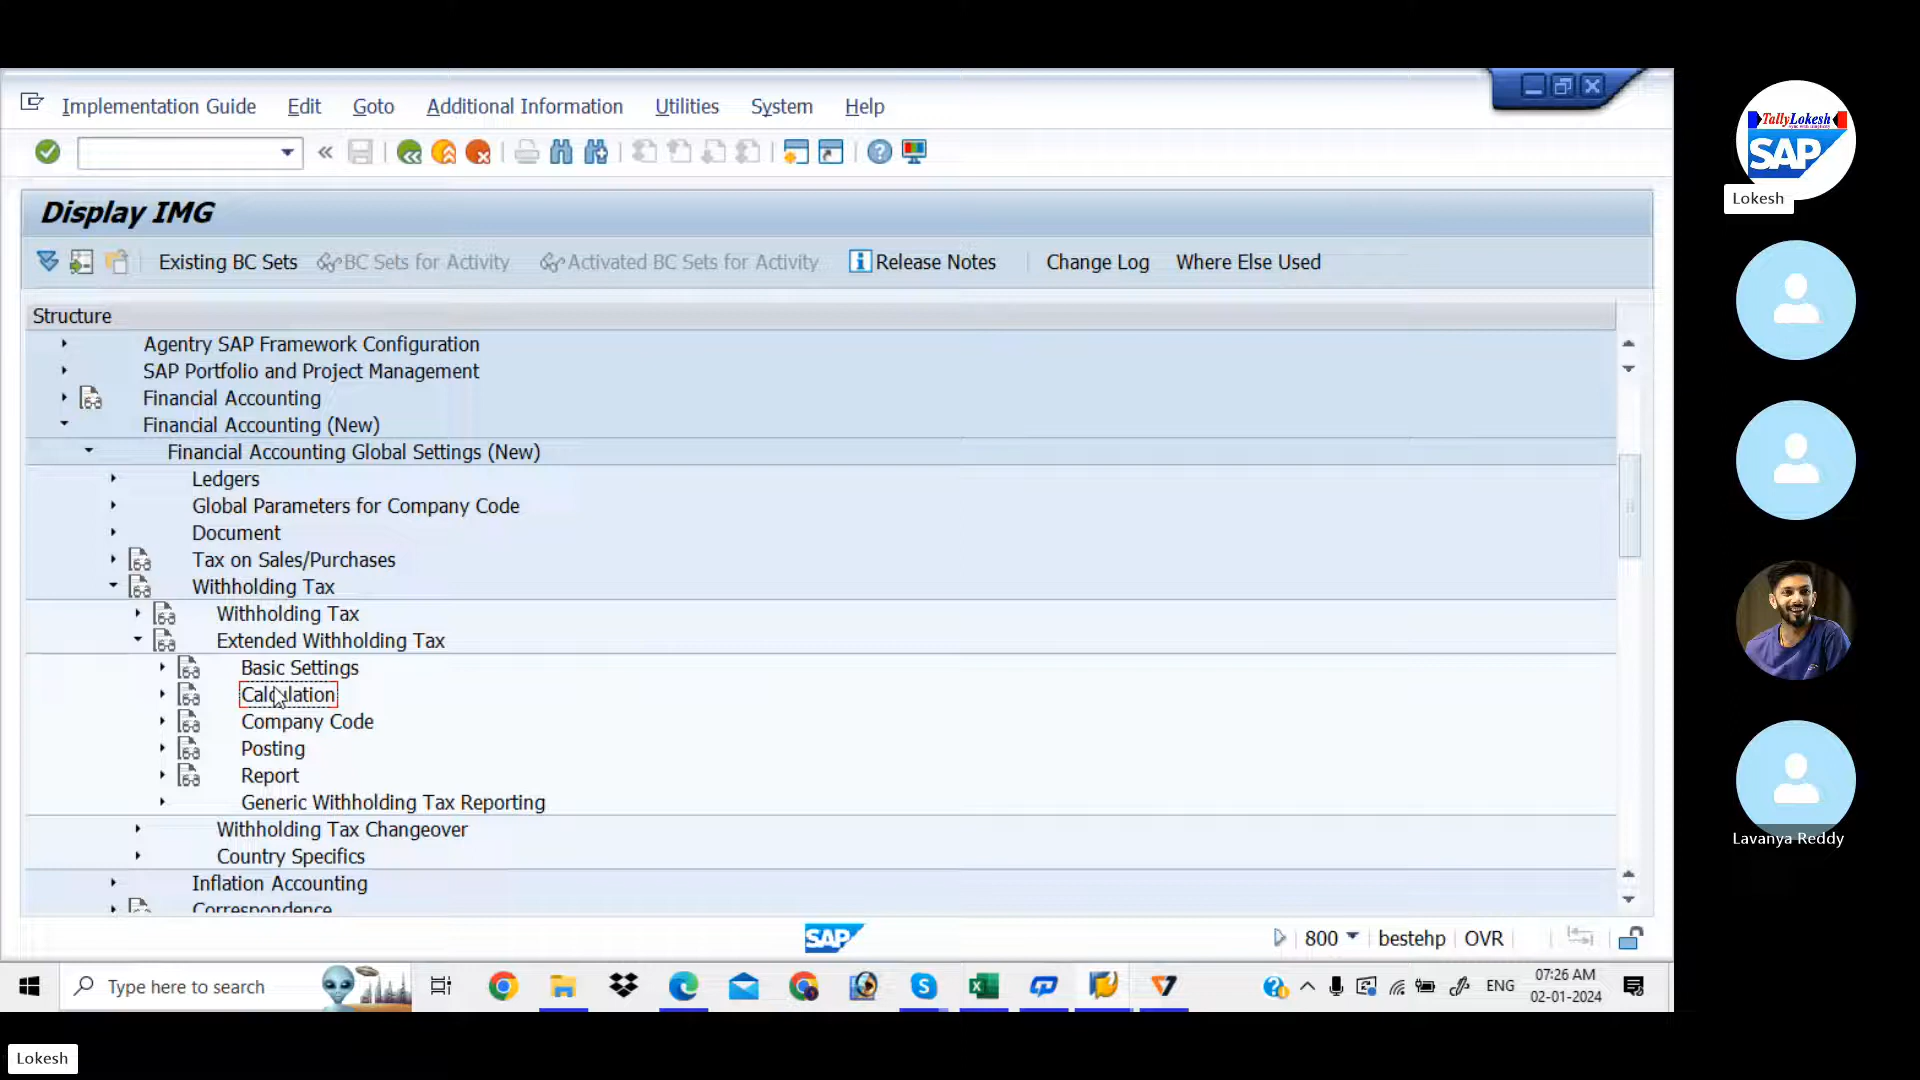 Implementation Guide Edit Goto Additional Information Utilities System Help
Display IMG
Existing BC Sets BC Sets for Activity Activated BC Sets for Activity Release Notes Change Log Where Else Used
Structure
Agentry SAP Framework Configuration
SAP Portfolio and Project Management
Financial Accounting
Financial Accounting (New)
Financial Accounting Global Settings (New)
Ledgers
Global Parameters for Company Code
Document
Tax on Sales/Purchases
Withholding Tax
Withholding Tax
Extended Withholding Tax
Basic Settings
Calculation
Company Code
Posting
Report
Generic Withholding Tax Reporting
Withholding Tax Changeover
Country Specifics
Inflation Accounting
Correspondence
SAP
800 bestehp OVR
Type here to search
ENG
07:26 AM
02-01-2024
TallyLokesh
SAP
Lokesh
Lavanya Reddy
Lokesh